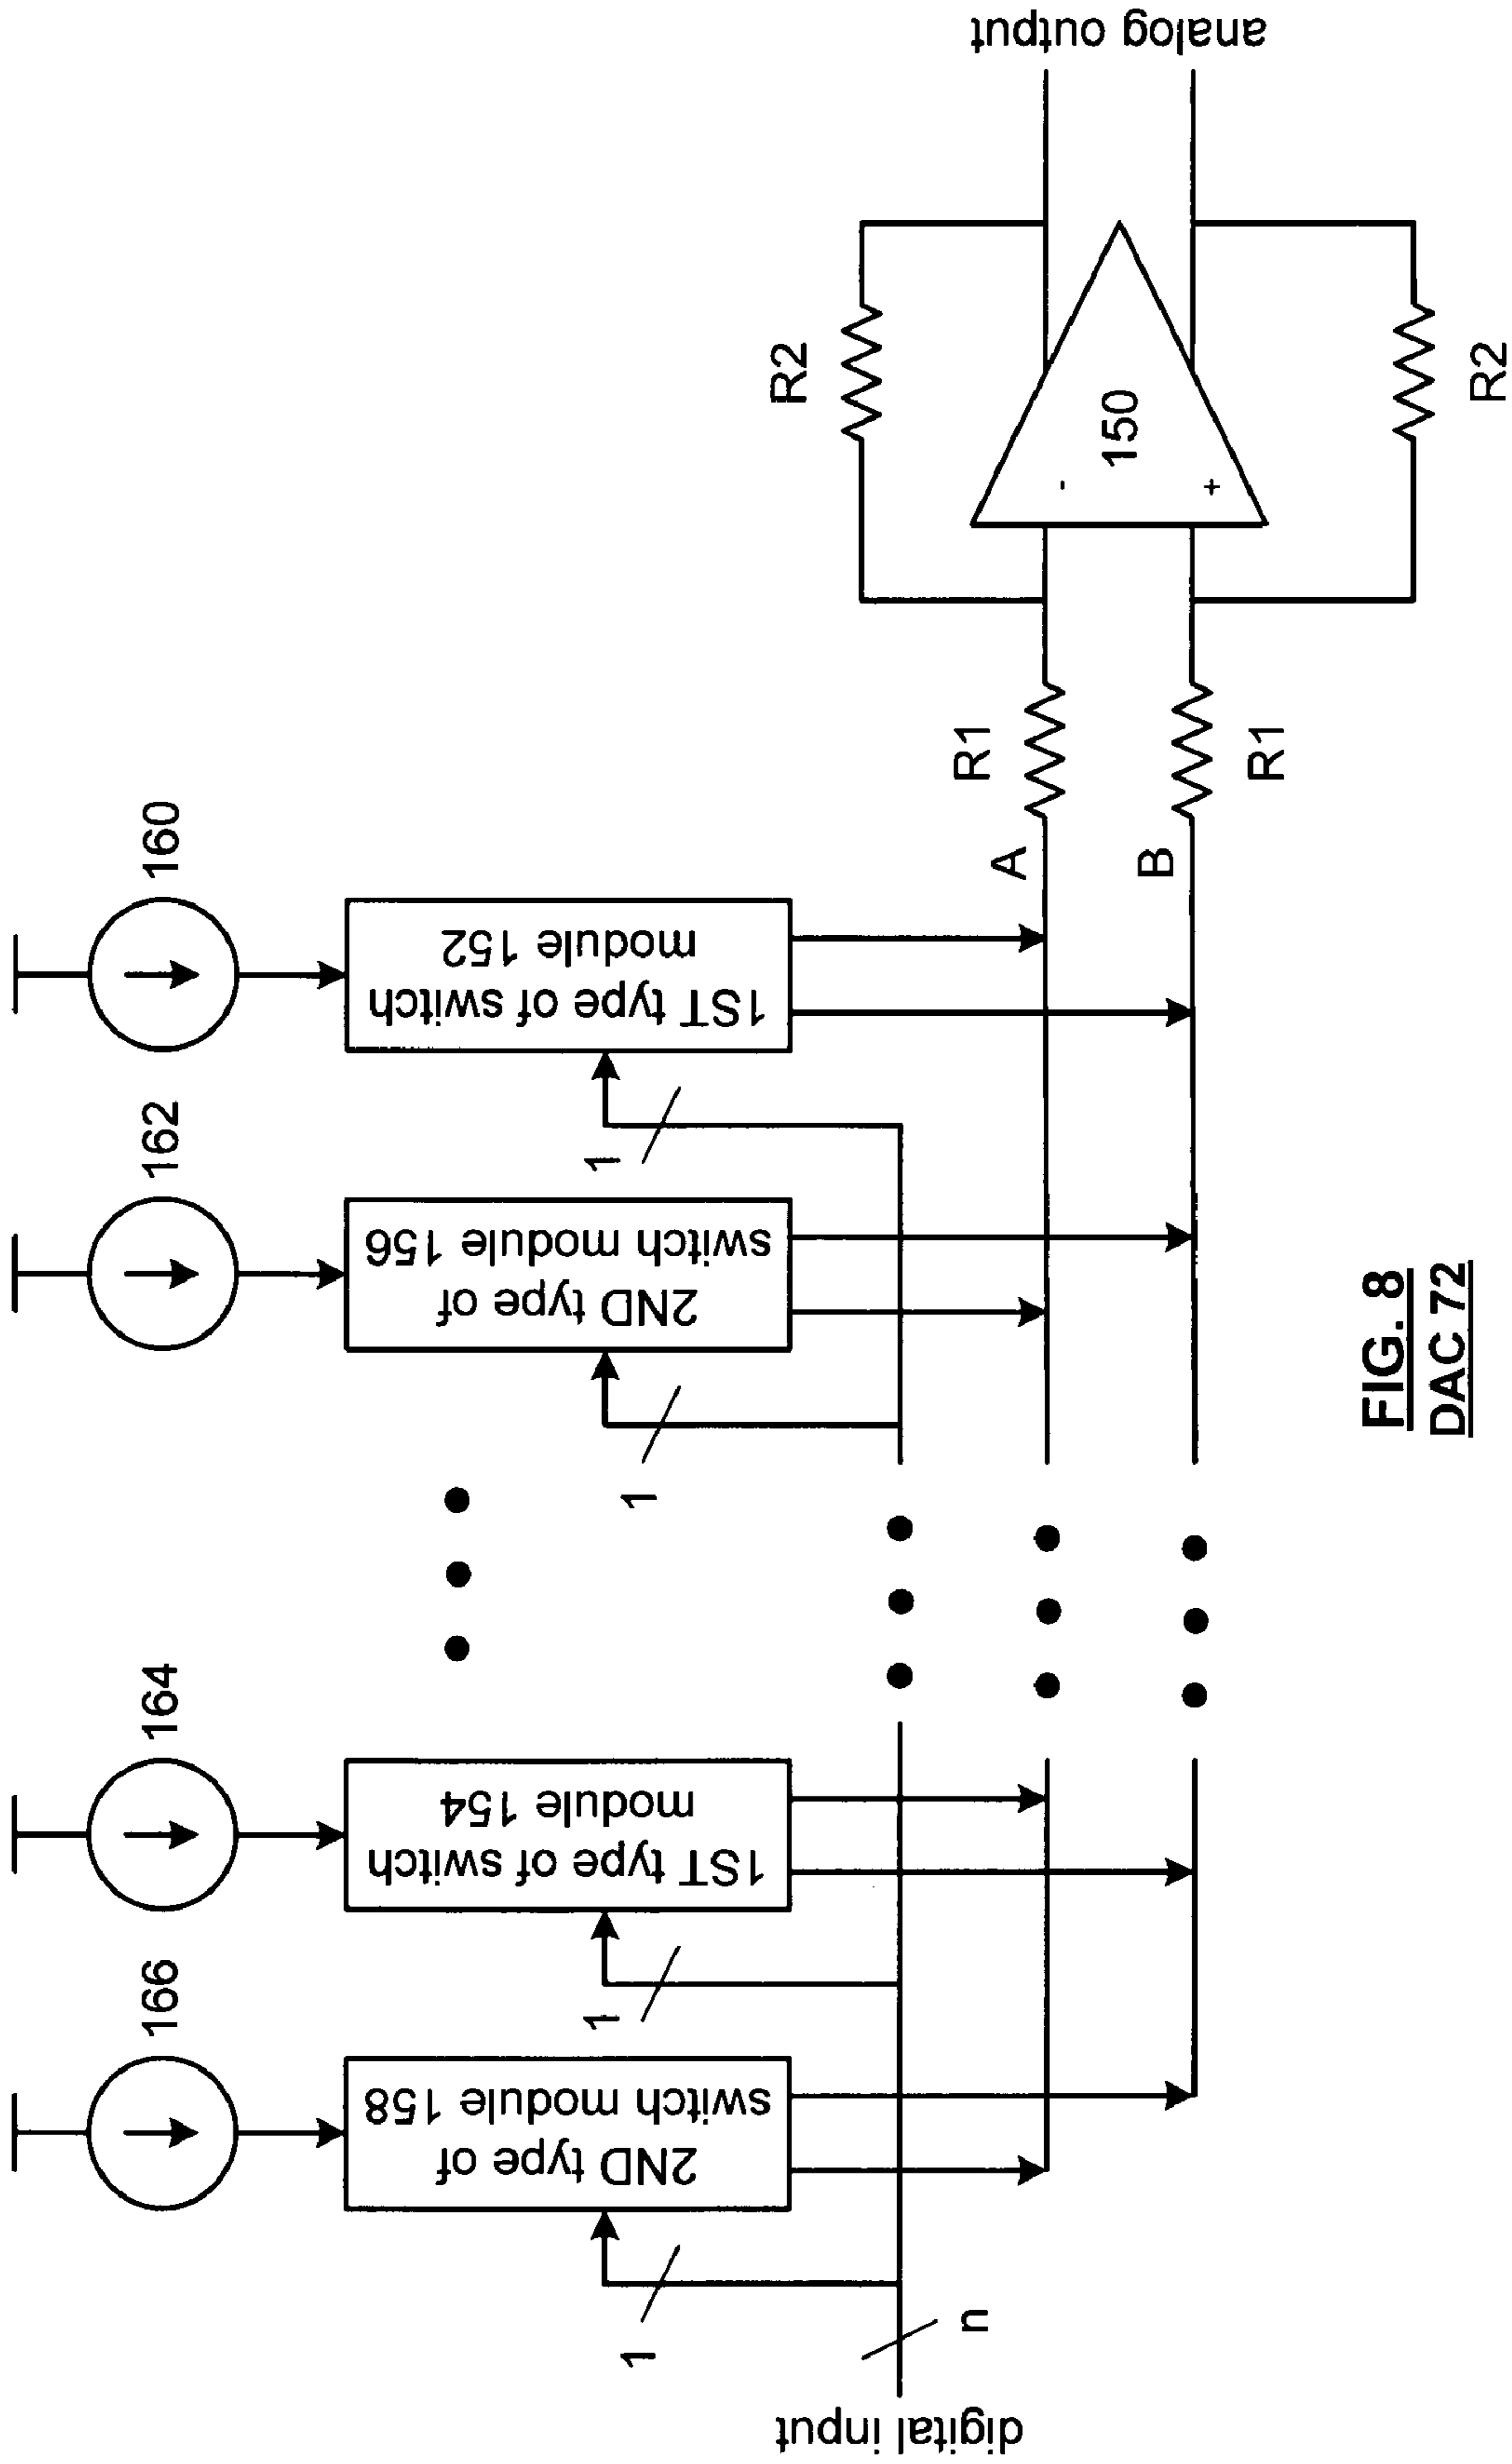 166
164
162
160
2ND type of
switch module 158
1ST type of switch
module 154
2ND type of
switch module 156
1ST type of switch
module 152
1
1
1
1
digital input
n
A
B
R1
R1
R2
-
+
150
R2
analog output
FIG. 8
DAC 72